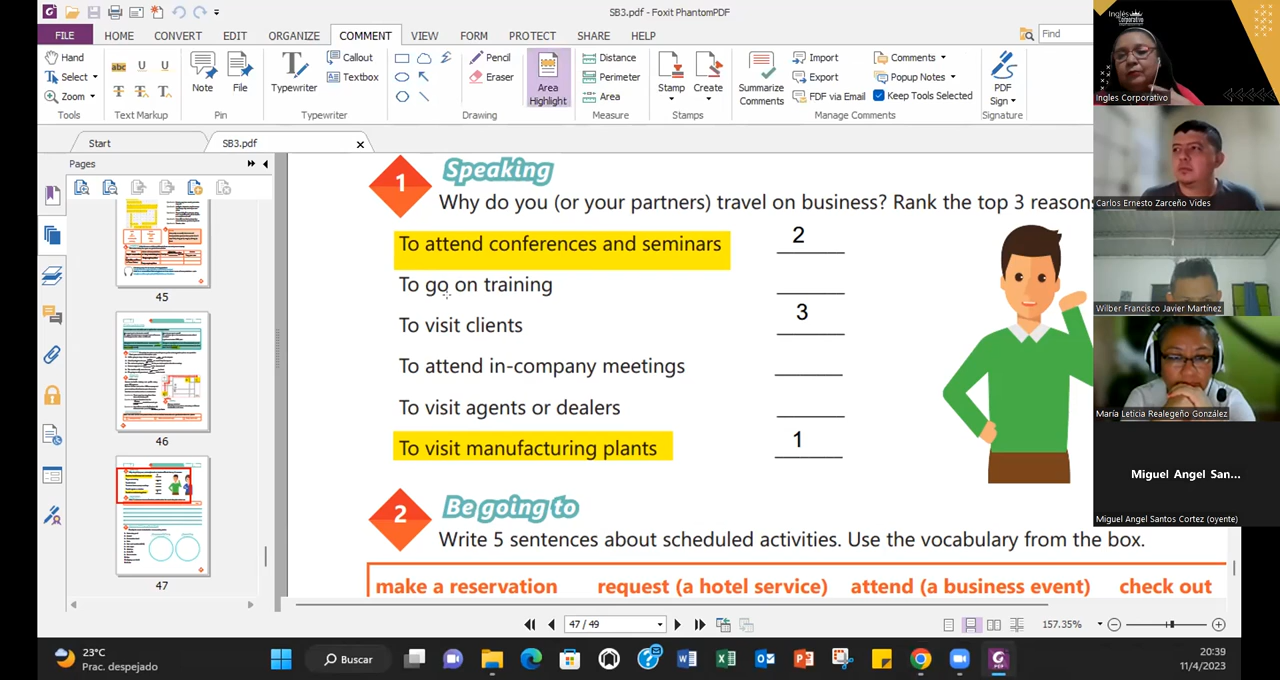 SB3.pdf - Foxit PhantomPDF
FILE HOME CONVERT EDIT ORGANIZE COMMENT VIEW FORM PROTECT SHARE HELP
Find
Hand
Select
Zoom
Tools
abc U U
T T T
Text Markup
Note
File
Pin
Typewriter
Callout
Textbox
Typewriter
Pencil
Eraser
Drawing
Area Highlight
Distance
Perimeter
Area
Measure
Stamp
Create
Stamps
Summarize Comments
Import
Export
FDF via Email
Comments
Popup Notes
Keep Tools Selected
Manage Comments
PDF Sign
Signature
Start
SB3.pdf
Pages
45
46
47
1 Speaking
Why do you (or your partners) travel on business? Rank the top 3 reasons
To attend conferences and seminars 2
To go on training
To visit clients 3
To attend in-company meetings
To visit agents or dealers
To visit manufacturing plants 1
2 Be going to
Write 5 sentences about scheduled activities. Use the vocabulary from the box.
make a reservation request (a hotel service) attend (a business event) check out
47 / 49
157.35%
Inglés Corporativo
Ingles Corporativo
Carlos Ernesto Zarceño Vides
Wilber Francisco Javier Martínez
María Leticia Realegeño González
Miguel Angel San...
Miguel Angel Santos Cortez (oyente)
23°C
Prac. despejado
Buscar
20:39
11/4/2023